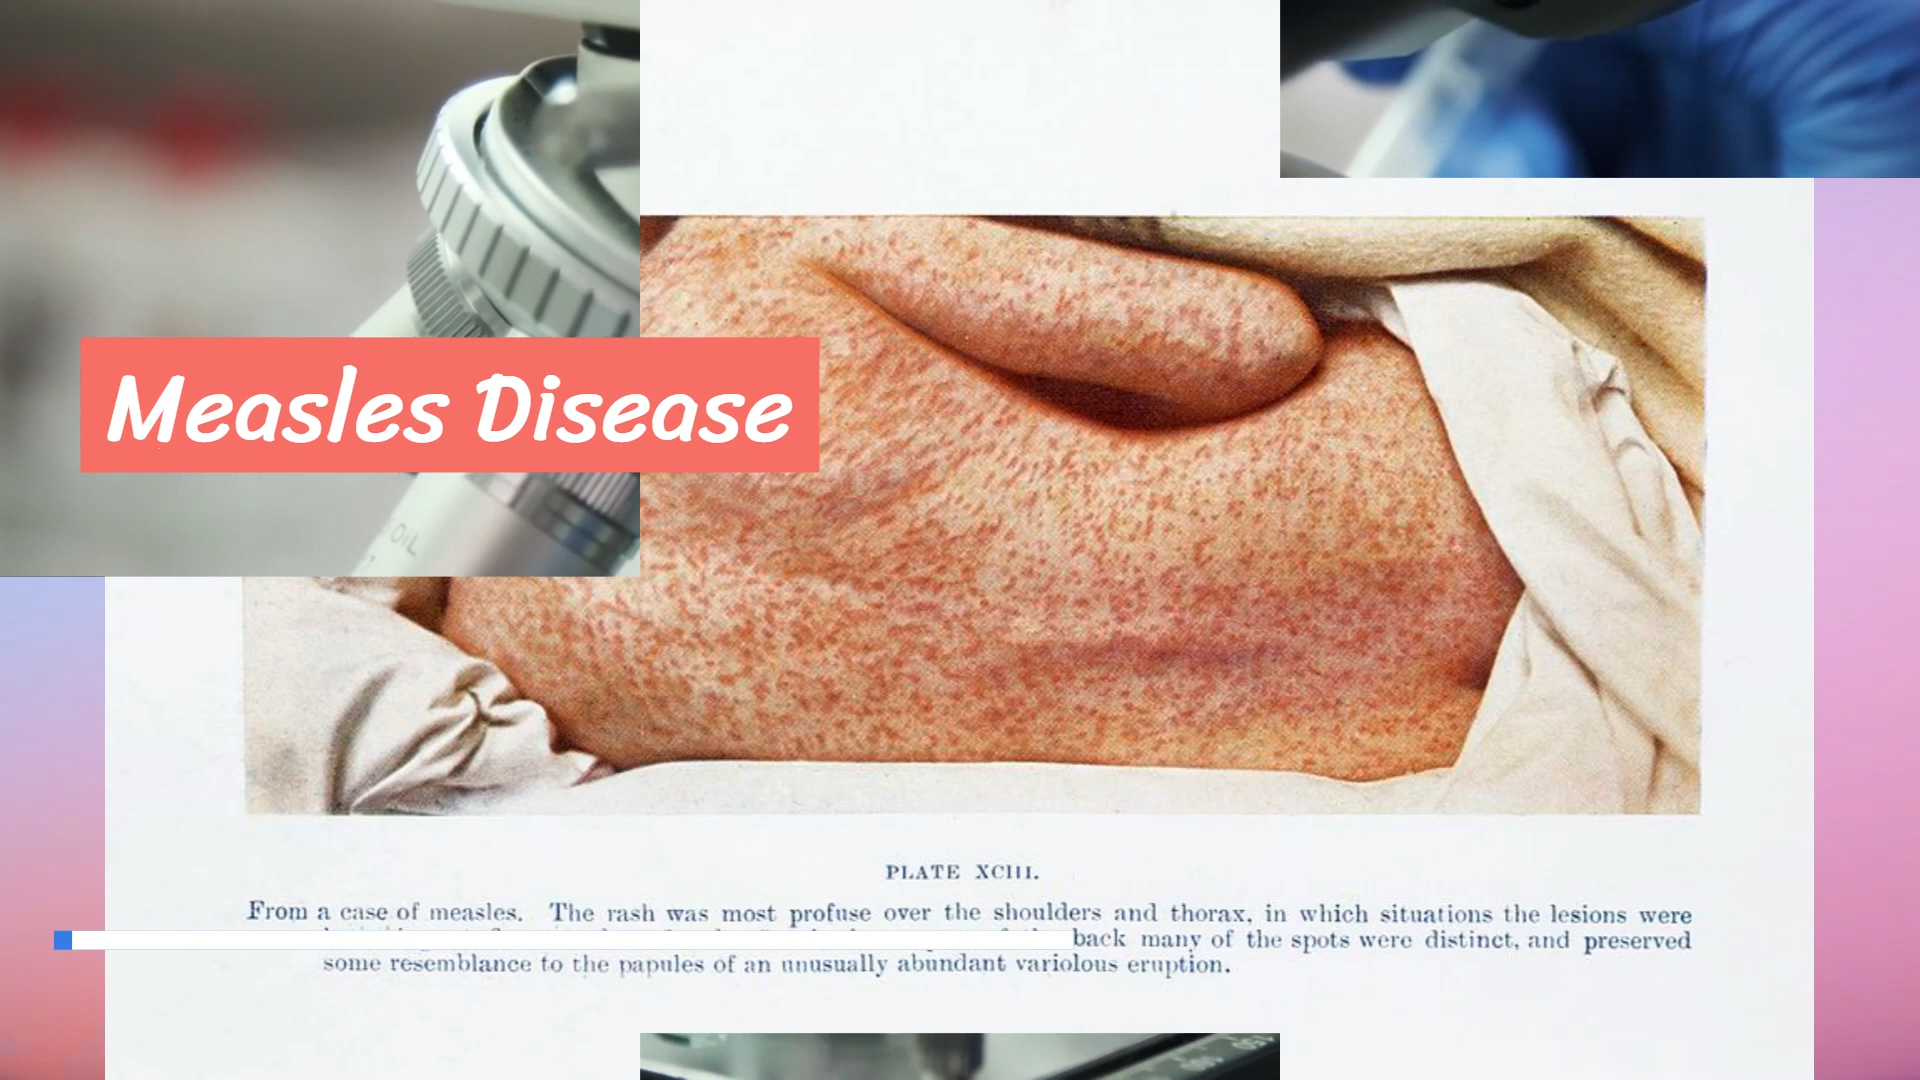 OIL
Measles Disease
PLATE XCIII.
From a case of measles. The rash was most profuse over the shoulders and thorax, in which situations the lesions were
back many of the spots were distinct, and preserved
some resemblance to the papules of an unusually abundant variolous eruption.
150